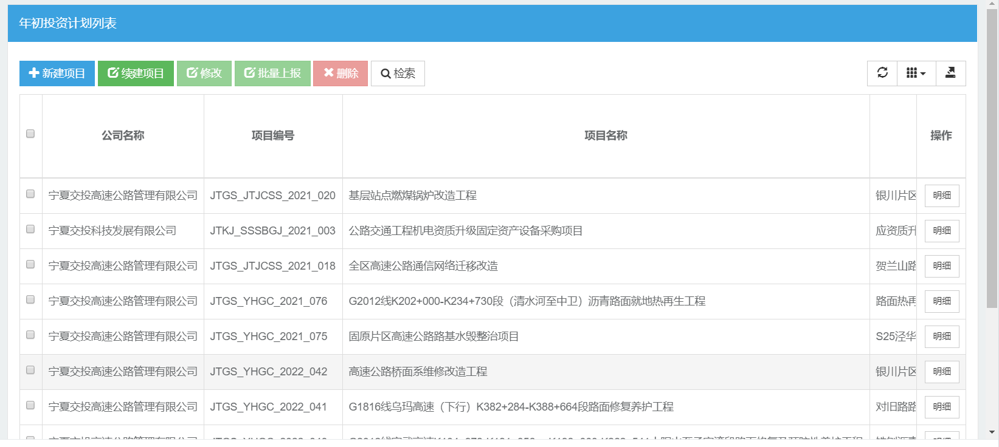 年初投资计划列表
新建项目 续建项目 修改 批量上报 删除 检索
公司名称 项目编号 项目名称 操作
宁夏交投高速公路管理有限公司 JTGS_JTJCSS_2021_020 基层站点燃煤锅炉改造工程 银川片区 明细
宁夏交投科技发展有限公司 JTKJ_SSSBGJ_2021_003 公路交通工程机电资质升级固定资产设备采购项目 应资质升 明细
宁夏交投高速公路管理有限公司 JTGS_JTJCSS_2021_018 全区高速公路通信网络迁移改造 贺兰山路 明细
宁夏交投高速公路管理有限公司 JTGS_YHGC_2021_076 G2012线K202+000-K234+730段（清水河至中卫）沥青路面就地热再生工程 路面热再 明细
宁夏交投高速公路管理有限公司 JTGS_YHGC_2021_075 固原片区高速公路路基水毁整治项目 S25泾华 明细
宁夏交投高速公路管理有限公司 JTGS_YHGC_2022_042 高速公路桥面系维修改造工程 银川片区 明细
宁夏交投高速公路管理有限公司 JTGS_YHGC_2022_041 G1816线乌玛高速（下行）K382+284-K388+664段路面修复养护工程 对旧路路 明细